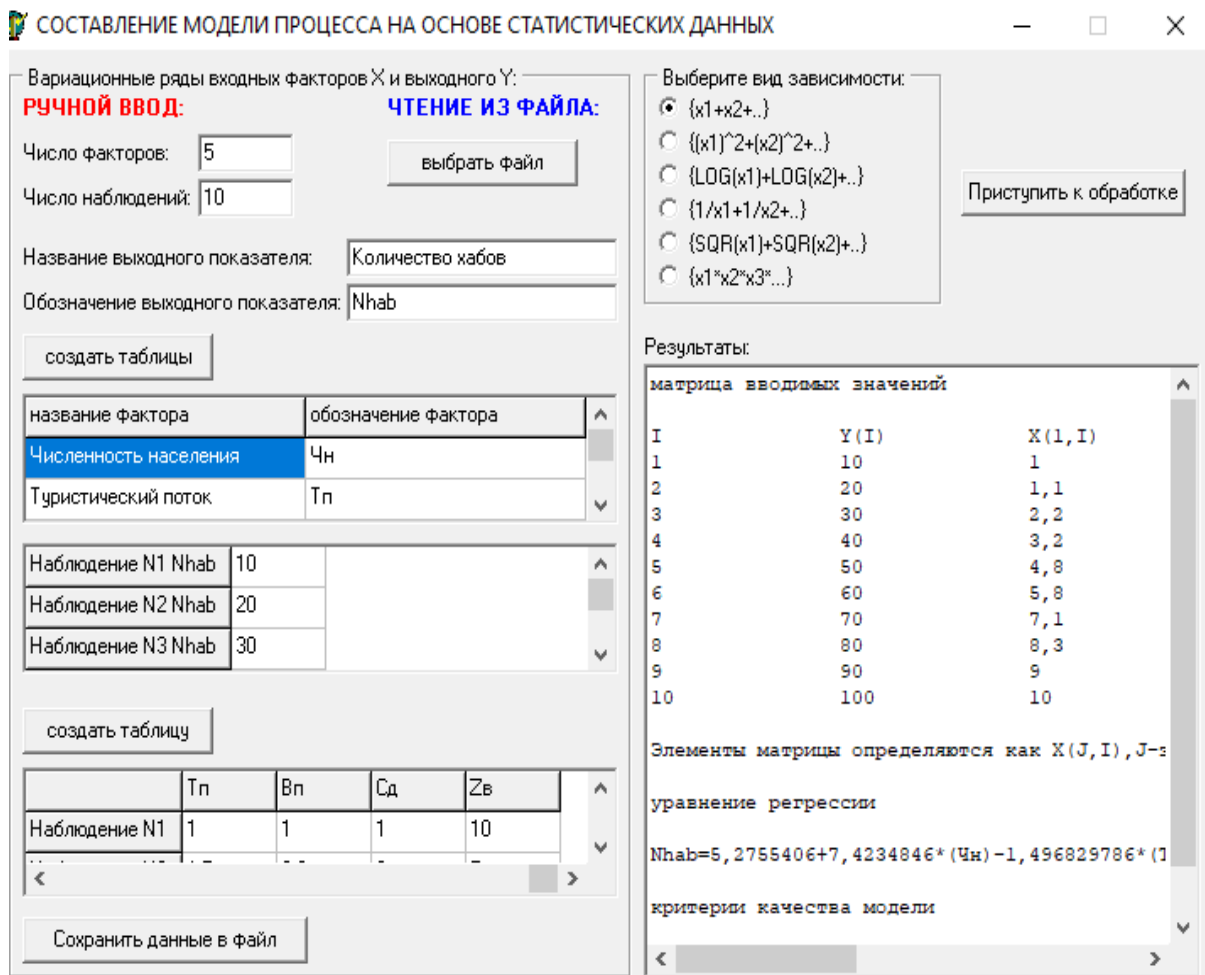 СОСТАВЛЕНИЕ МОДЕЛИ ПРОЦЕССА НА ОСНОВЕ СТАТИСТИЧЕСКИХ ДАННЫХ
Вариационные ряды входных факторов X и выходного Y:
РУЧНОЙ ВВОД:
ЧТЕНИЕ ИЗ ФАЙЛА:
Число факторов: 5
выбрать файл
Число наблюдений: 10
Название выходного показателя: Количество хабов
Обозначение выходного показателя: Nhab
создать таблицы
название фактора обозначение фактора
Численность населения Чн
Туристический поток Тп
Наблюдение N1 Nhab 10
Наблюдение N2 Nhab 20
Наблюдение N3 Nhab 30
создать таблицу
Тп Вп Сд Zв
Наблюдение N1 1 1 1 10
Сохранить данные в файл
Выберите вид зависимости:
{x1+x2+..}
{(x1)^2+(x2)^2+..}
{LOG(x1)+LOG(x2)+..}
{1/x1+1/x2+..}
{SQR(x1)+SQR(x2)+..}
{x1*x2*x3*...}
Приступить к обработке
Результаты:
матрица вводимых значений
I Y(I) X(1,I)
1 10 1
2 20 1,1
3 30 2,2
4 40 3,2
5 50 4,8
6 60 5,8
7 70 7,1
8 80 8,3
9 90 9
10 100 10
Элементы матрицы определяются как X(J,I),J-
уравнение регрессии
Nhab=5,2755406+7,4234846*(Чн)-1,496829786*(
критерии качества модели